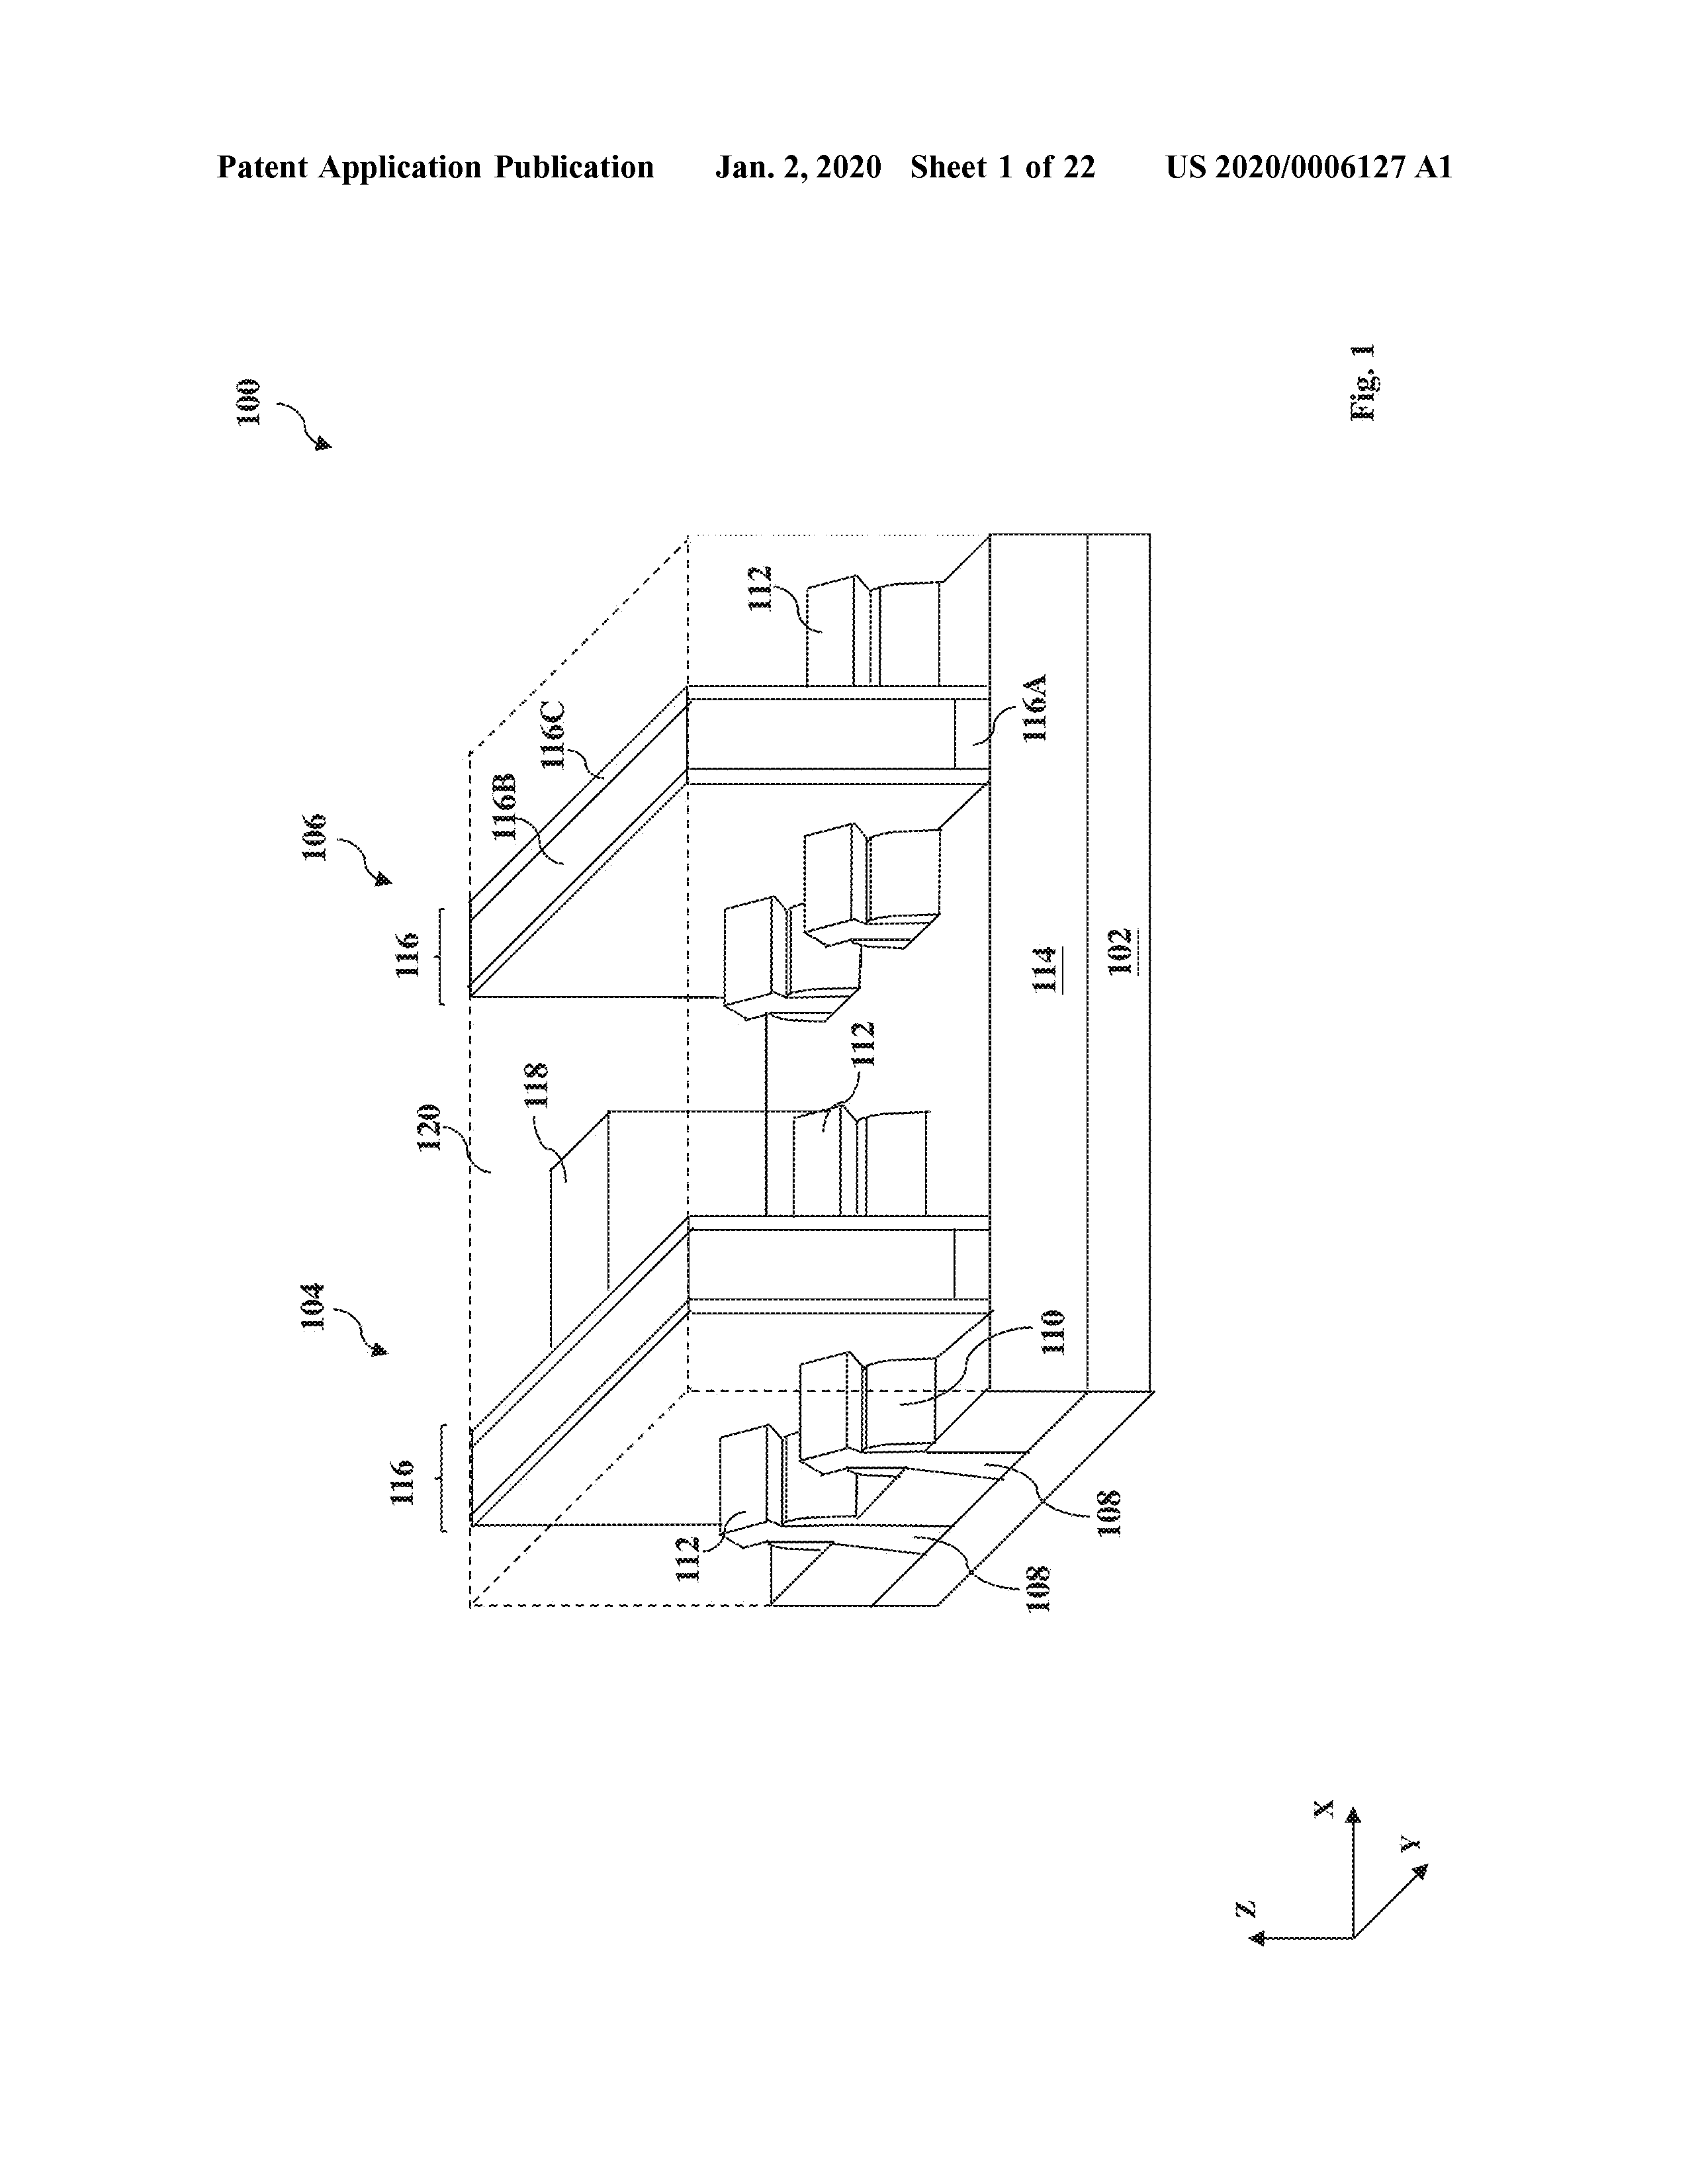 Patent Application Publication Jan. 2, 2020 Sheet 1 of 22 US 2020/0006127 A1
100
106
104
116
116
120
118
116B
116C
112
112
112
116A
110
108
108
114
102
Fig. 1
Z
X
Y